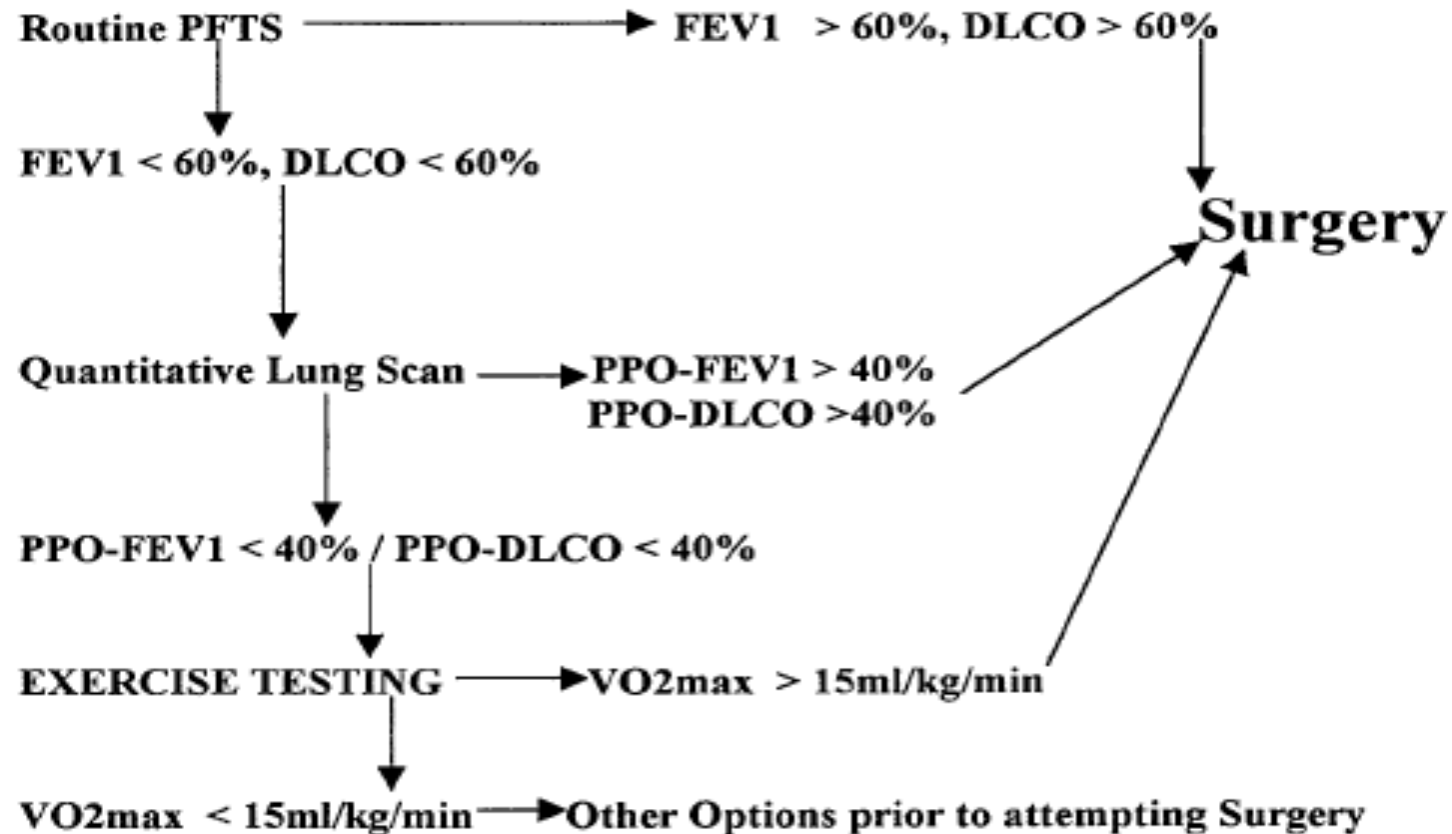 Routine PFTS FEV1 > 60%, DLCO > 60%
FEV1 < 60%, DLCO < 60%
Surgery
Quantitative Lung Scan PPO-FEV1 > 40%
PPO-DLCO >40%
PPO-FEV1 < 40% / PPO-DLCO < 40%
EXERCISE TESTING VO2max > 15ml/kg/min
VO2max < 15ml/kg/min Other Options prior to attempting Surgery